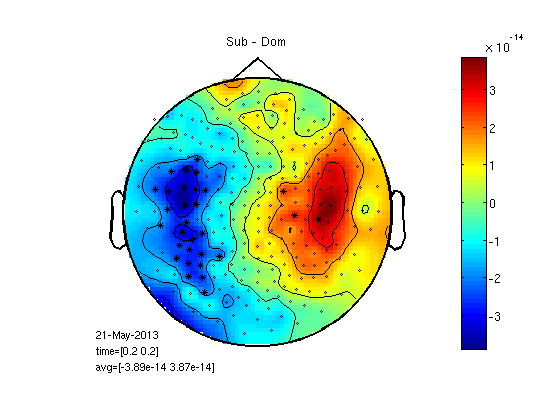 Sub - Dom
x 10^-14
3
2
1
0
-1
-2
-3
21-May-2013
time=[0.2 0.2]
avg=[-3.89e-14 3.87e-14]